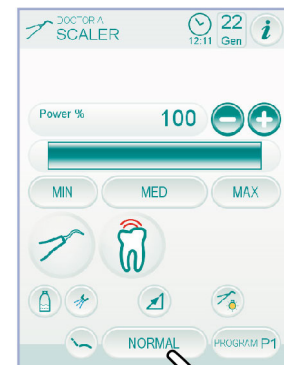 DOCTOR A
SCALER
12:11
22
Gen
i
Power %
100
MIN
MED
MAX
NORMAL
PROGRAM P1